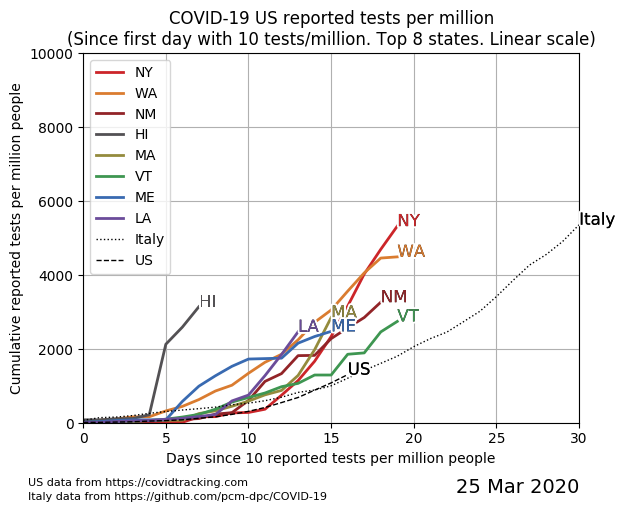 COVID-19 US reported tests per million
(Since first day with 10 tests/million. Top 8 states. Linear scale)
Cumulative reported tests per million people
10000
8000
6000
4000
2000
0
NY
WA
NM
HI
MA
VT
ME
LA
Italy
US
Italy
NY
WA
HI
NM
MA
LA
ME
VT
US
0
5
10
15
20
25
30
Days since 10 reported tests per million people
US data from https://covidtracking.com
Italy data from https://github.com/pcm-dpc/COVID-19
25 Mar 2020